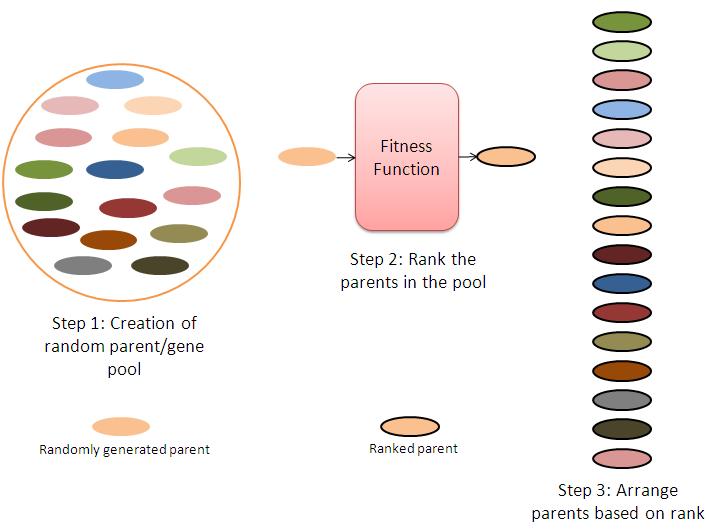 Fitness
Function
Step 2: Rank the
parents in the pool
Step 1: Creation of
random parent/gene
pool
Randomly generated parent
Ranked parent
Step 3: Arrange
parents based on rank